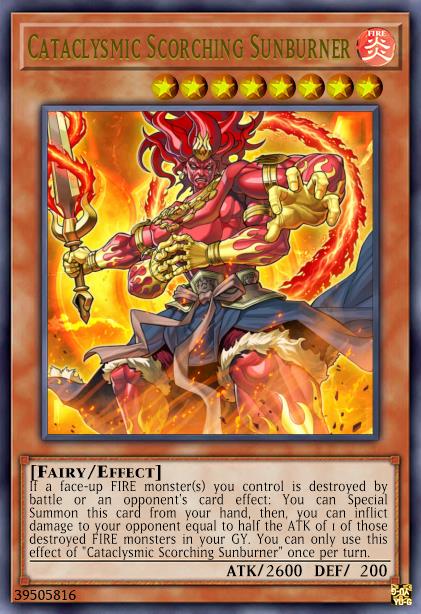 Cataclysmic Scorching Sunburner
FIRE
炎
[Fairy/Effect]
If a face-up FIRE monster(s) you control is destroyed by
battle or an opponent's card effect: You can Special
Summon this card from your hand, then, you can inflict
damage to your opponent equal to half the ATK of 1 of those
destroyed FIRE monsters in your GY. You can only use this
effect of "Cataclysmic Scorching Sunburner" once per turn.
ATK/2600 DEF/ 200
39505816